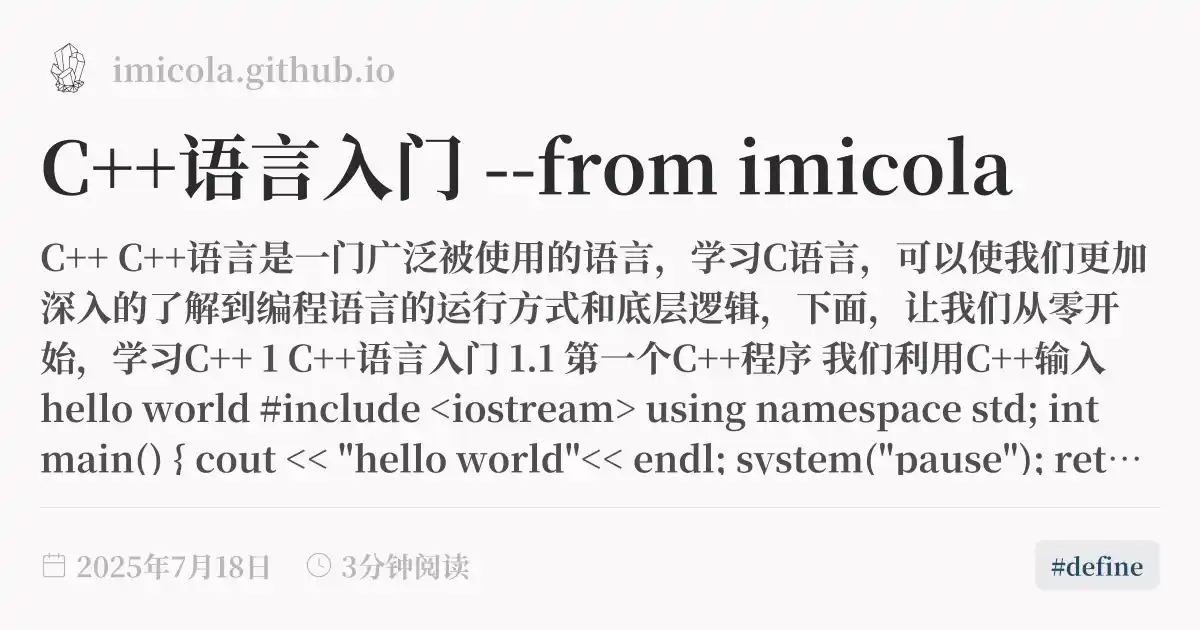 imicola.github.io
C++语言入门 --from imicola
C++ C++语言是一门广泛被使用的语言，学习C语言，可以使我们更加
深入的了解到编程语言的运行方式和底层逻辑，下面，让我们从零开
始，学习C++ 1 C++语言入门 1.1 第一个C++程序 我们利用C++输入
hello world #include <iostream> using namespace std; int
main() { cout << "hello world"<< endl; system("pause"); ret…
2025年7月18日 3分钟阅读 #define